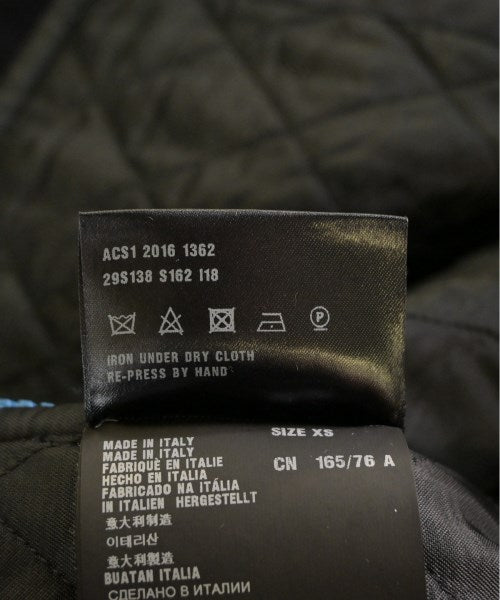 ACS1 2016 1362
29S138 S162 I18
P
IRON UNDER DRY CLOTH
RE-PRESS BY HAND
SIZE XS
CN 165/76 A
MADE IN ITALY
MADE IN ITALY
FABRIQUÉ EN ITALIE
HECHO EN ITALIA
FABRICADO NA ITÁLIA
IN ITALIEN HERGESTELLT
意大利制造
이테리산
意大利製造
BUATAN ITALIA
СДЕЛАНО В ИТАЛИИ